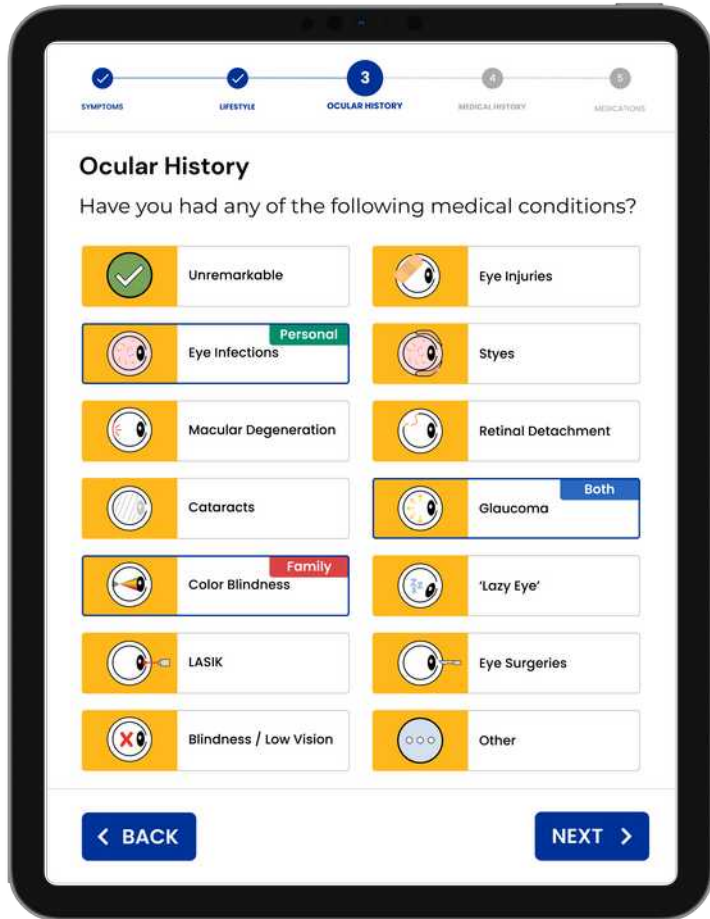 3
4
5
SYMPTOMS
LIFESTYLE
OCULAR HISTORY
MEDICAL HISTORY
MEDICATIONS
Ocular History
Have you had any of the following medical conditions?
Unremarkable
Eye Injuries
Personal
Eye Infections
Styes
Macular Degeneration
Retinal Detachment
Cataracts
Both
Glaucoma
Family
Color Blindness
‘Lazy Eye’
LASIK
Eye Surgeries
Blindness / Low Vision
Other
BACK
NEXT